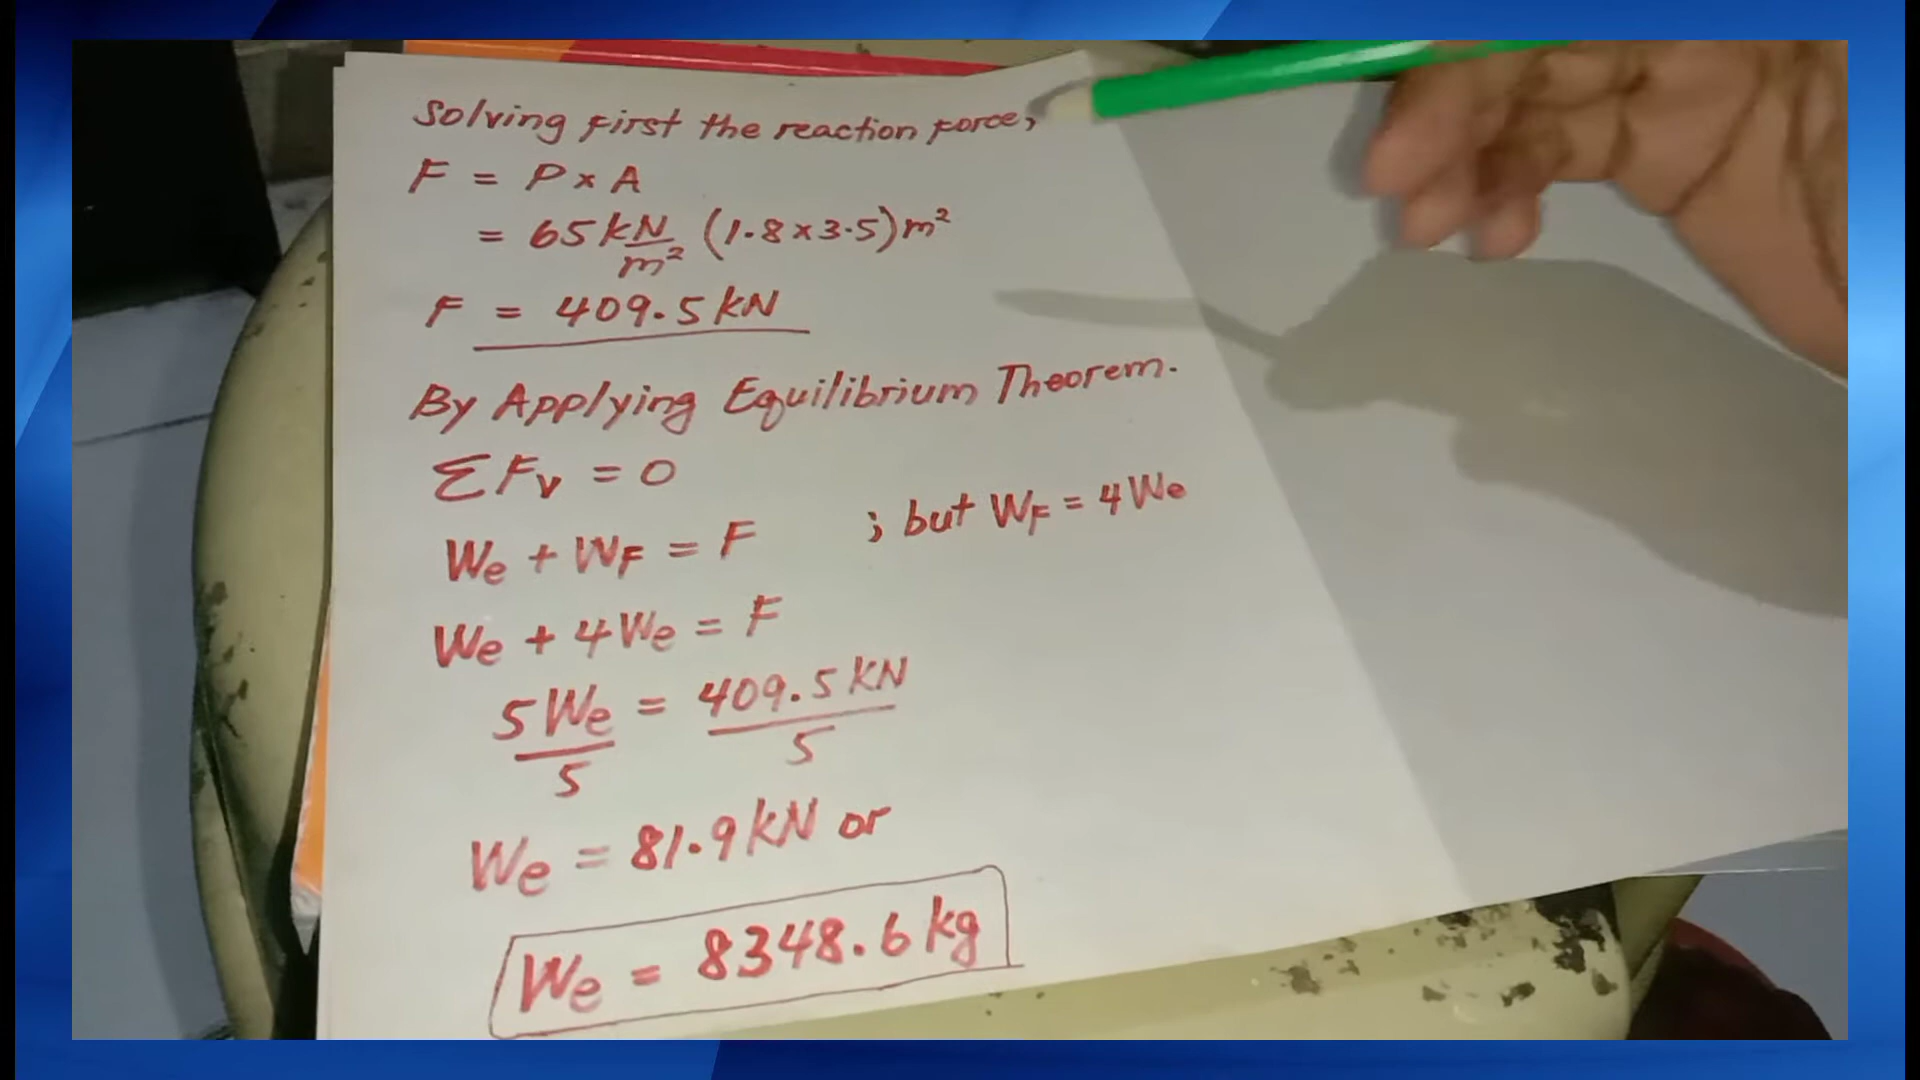 Solving first the reaction force,
F = P x A
= 65 kN/m² (1.8 x 3.5) m²
F = 409.5 kN
By Applying Equilibrium Theorem.
ΣFv = 0
We + WF = F ; but WF = 4We
We + 4We = F
5We/5 = 409.5 kN/5
We = 81.9 kN or
We = 8348.6 kg